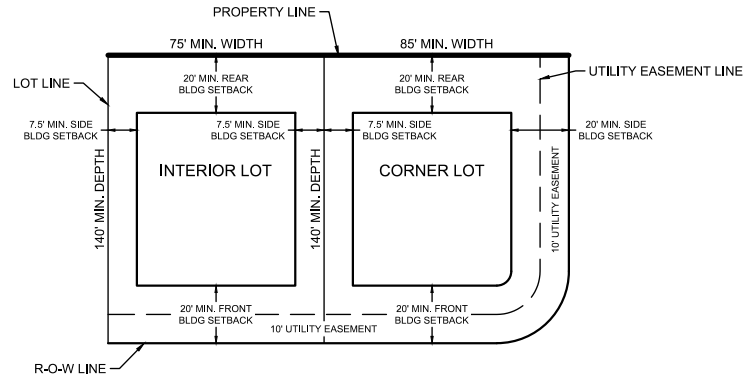 PROPERTY LINE
75' MIN. WIDTH
85' MIN. WIDTH
LOT LINE
20' MIN. REAR
BLDG SETBACK
20' MIN. REAR
BLDG SETBACK
UTILITY EASEMENT LINE
7.5' MIN. SIDE
BLDG SETBACK
7.5' MIN. SIDE
BLDG SETBACK
7.5' MIN. SIDE
BLDG SETBACK
20' MIN. SIDE
BLDG SETBACK
140' MIN. DEPTH
INTERIOR LOT
140' MIN. DEPTH
CORNER LOT
10' UTILITY EASEMENT
20' MIN. FRONT
BLDG SETBACK
20' MIN. FRONT
BLDG SETBACK
10' UTILITY EASEMENT
R-O-W LINE